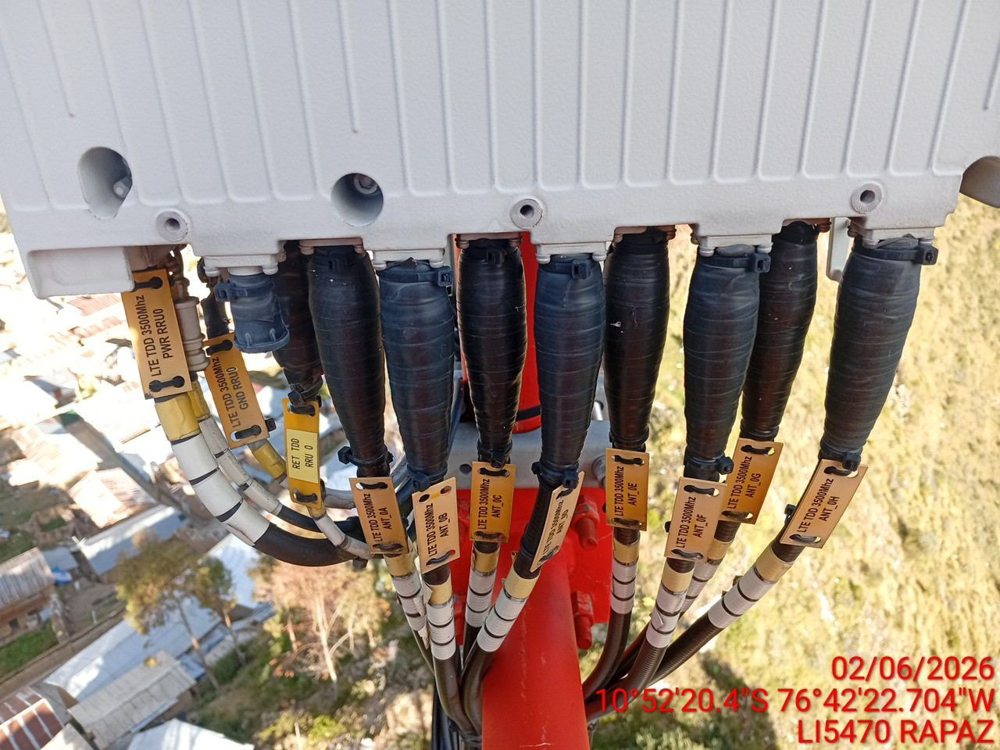 LTE TDD 3500Mhz
PWR RRU0
LTE TDD 3500Mhz
GND RRU0
RET TDD
RRU 0
LTE TDD 3500Mhz
ANT_0A
LTE TDD 3500Mhz
ANT_0B
LTE TDD 3500Mhz
ANT_0C
LTE TDD 3500Mhz
ANT_0D
LTE TDD 3500Mhz
ANT_0E
LTE TDD 3500Mhz
ANT_0F
LTE TDD 3500Mhz
ANT_0G
LTE TDD 3500Mhz
ANT_0H
02/06/2026
10°52'20.4"S 76°42'22.704"W
LI5470 RAPAZ